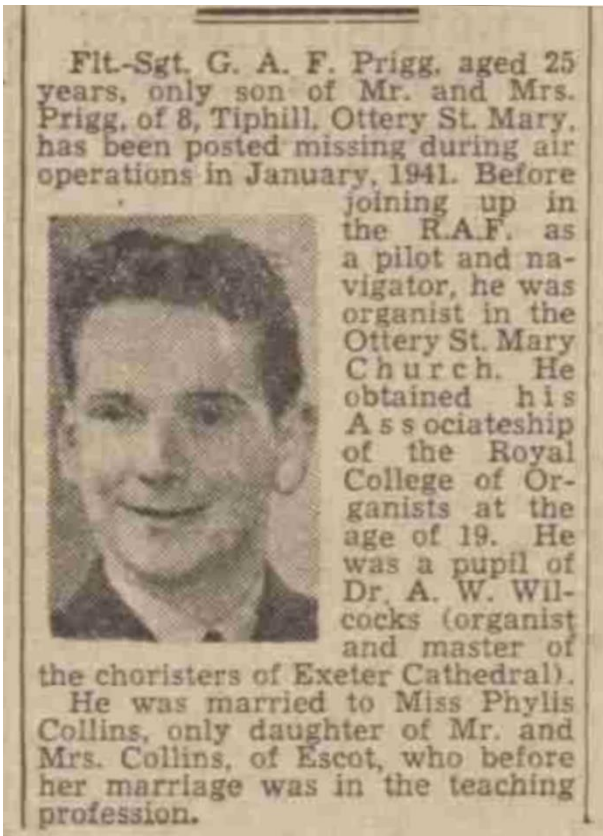 Flt.-Sgt. G. A. F. Prigg, aged 25
years, only son of Mr. and Mrs.
Prigg, of 8, Tiphill, Ottery St. Mary,
has been posted missing during air
operations in January, 1941. Before
joining up in
the R.A.F. as
a pilot and na-
vigator, he was
organist in the
Ottery St. Mary
Church. He
obtained his
Associateship
of the Royal
College of Or-
ganists at the
age of 19. He
was a pupil of
Dr. A. W. Wil-
cocks (organist
and master of
the choristers of Exeter Cathedral).
He was married to Miss Phylis
Collins, only daughter of Mr. and
Mrs. Collins, of Escot, who before
her marriage was in the teaching
profession.